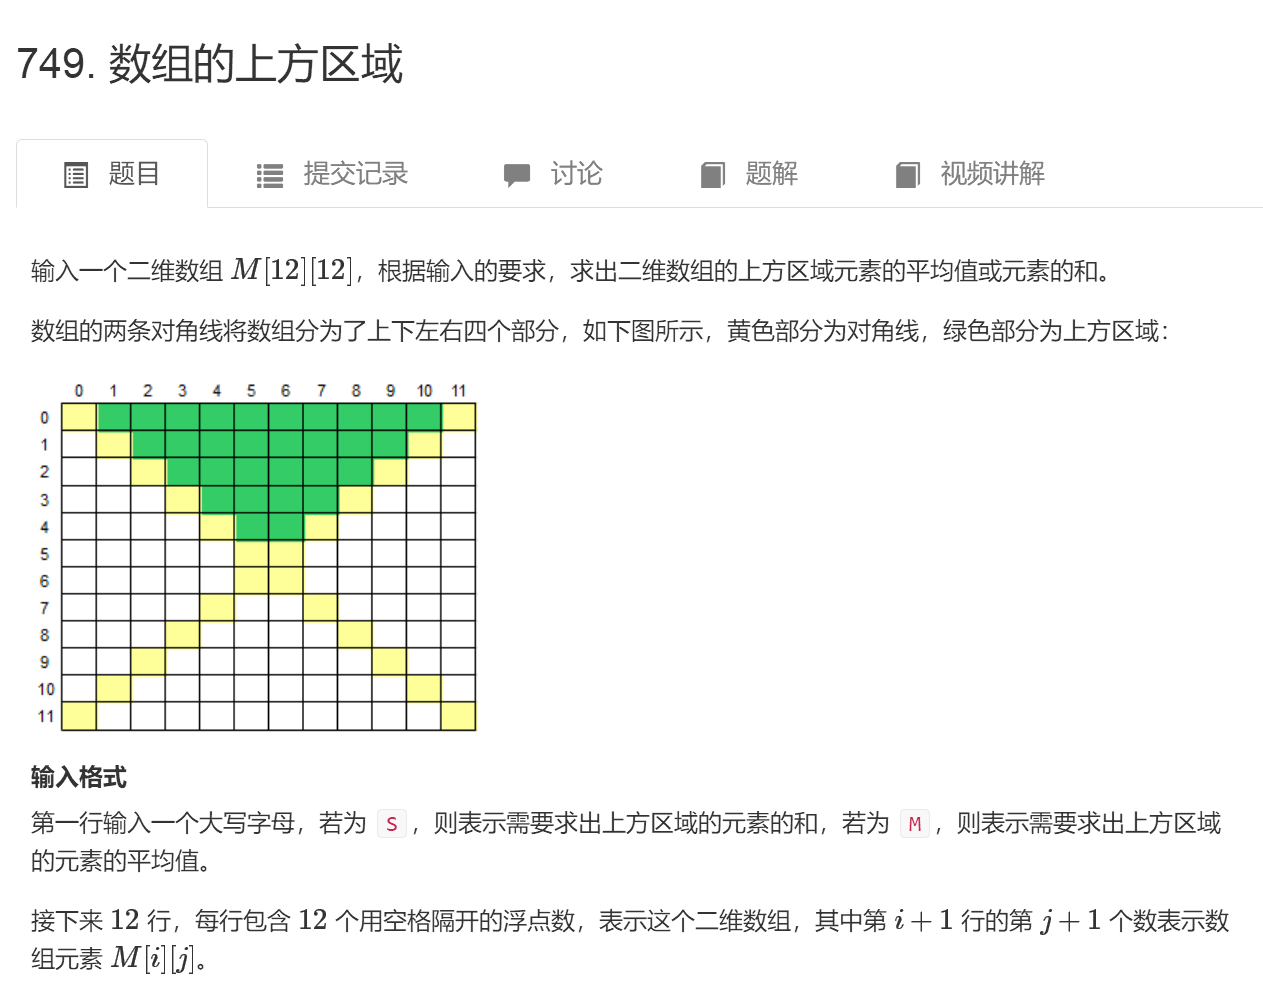 749. 数组的上方区域
题目 提交记录 讨论 题解 视频讲解
输入一个二维数组 M[12][12]，根据输入的要求，求出二维数组的上方区域元素的平均值或元素的和。
数组的两条对角线将数组分为了上下左右四个部分，如下图所示，黄色部分为对角线，绿色部分为上方区域：
0 1 2 3 4 5 6 7 8 9 10 11
0
1
2
3
4
5
6
7
8
9
10
11
输入格式
第一行输入一个大写字母，若为 S，则表示需要求出上方区域的元素的和，若为 M，则表示需要求出上方区域
的元素的平均值。
接下来 12 行，每行包含 12 个用空格隔开的浮点数，表示这个二维数组，其中第 i + 1 行的第 j + 1 个数表示数
组元素 M[i][j]。